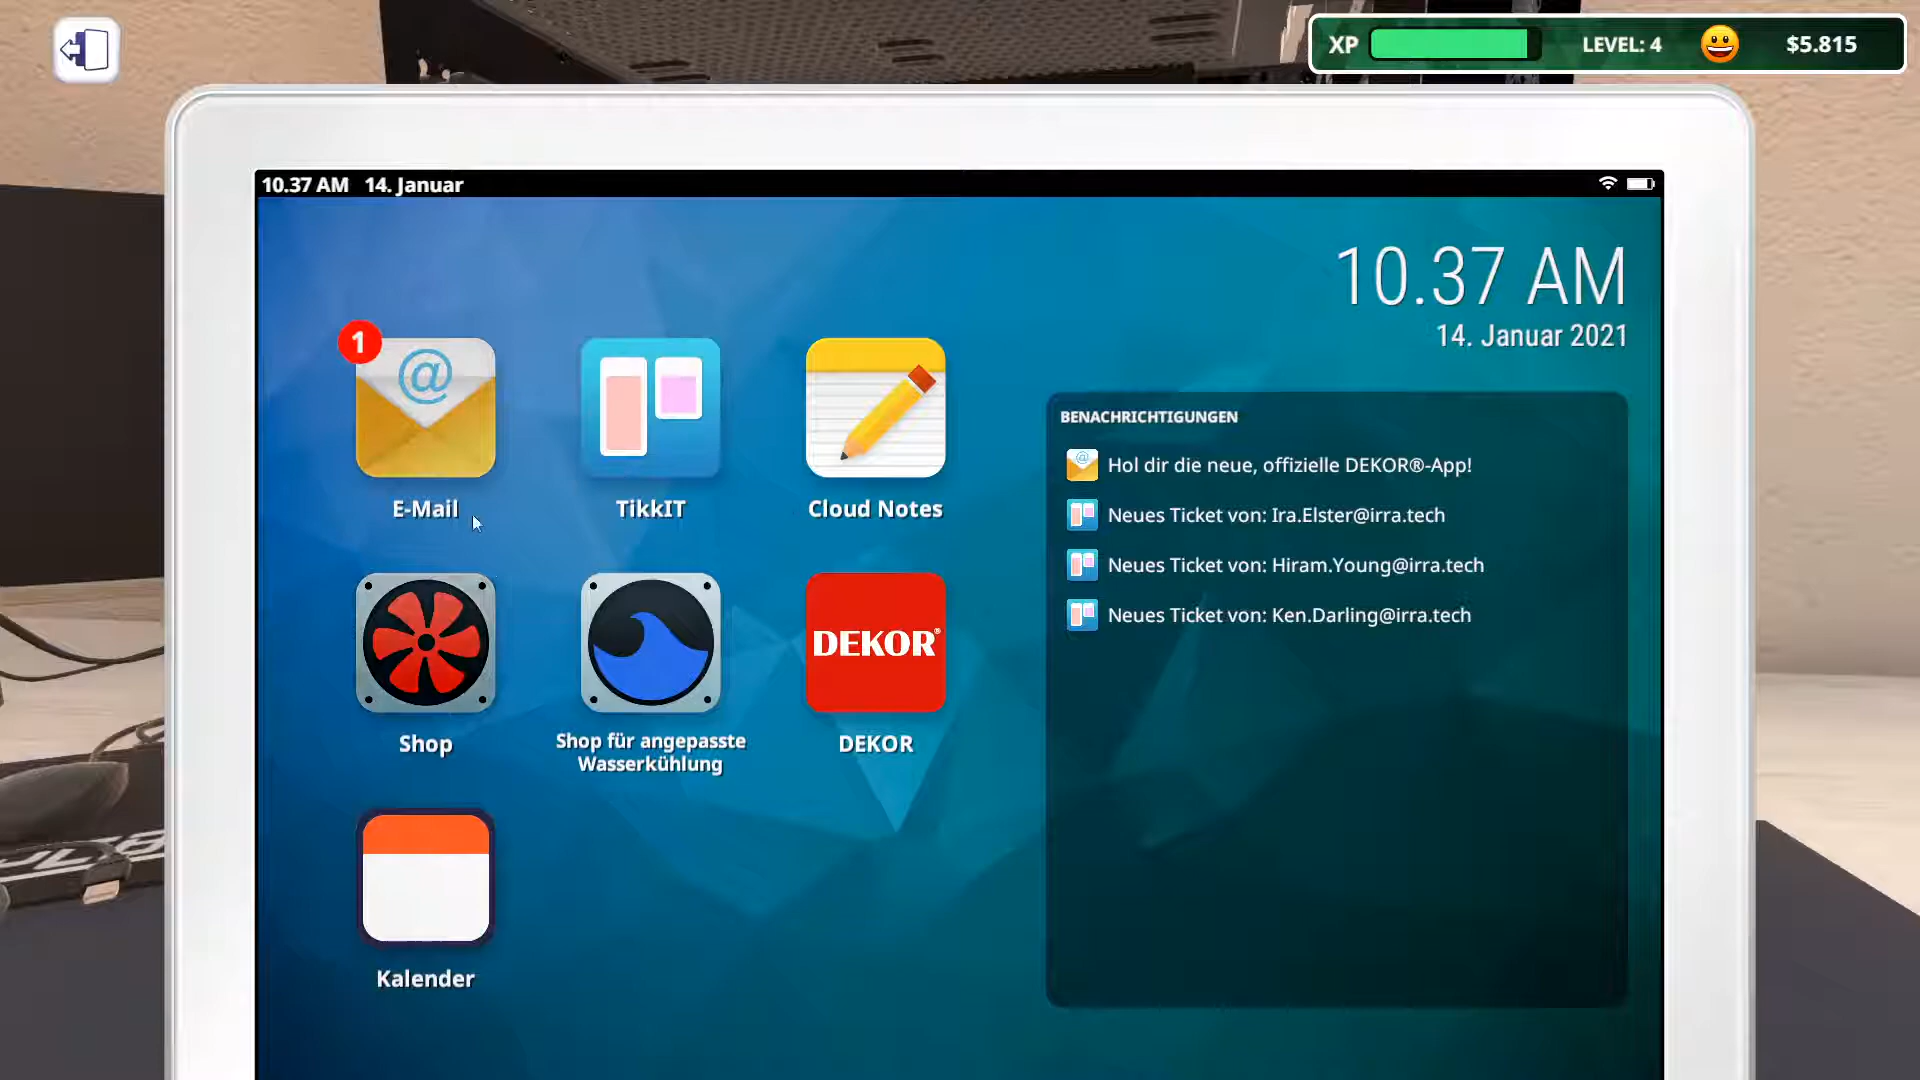 XP
LEVEL: 4
$5.815
10.37 AM 14. Januar
10.37 AM
14. Januar 2021
1
@
E-Mail
TikkIT
Cloud Notes
BENACHRICHTIGUNGEN
@
Hol dir die neue, offizielle DEKOR®-App!
Neues Ticket von: Ira.Elster@irra.tech
Neues Ticket von: Hiram.Young@irra.tech
Neues Ticket von: Ken.Darling@irra.tech
DEKOR®
Shop
Shop für angepasste
Wasserkühlung
DEKOR
Kalender